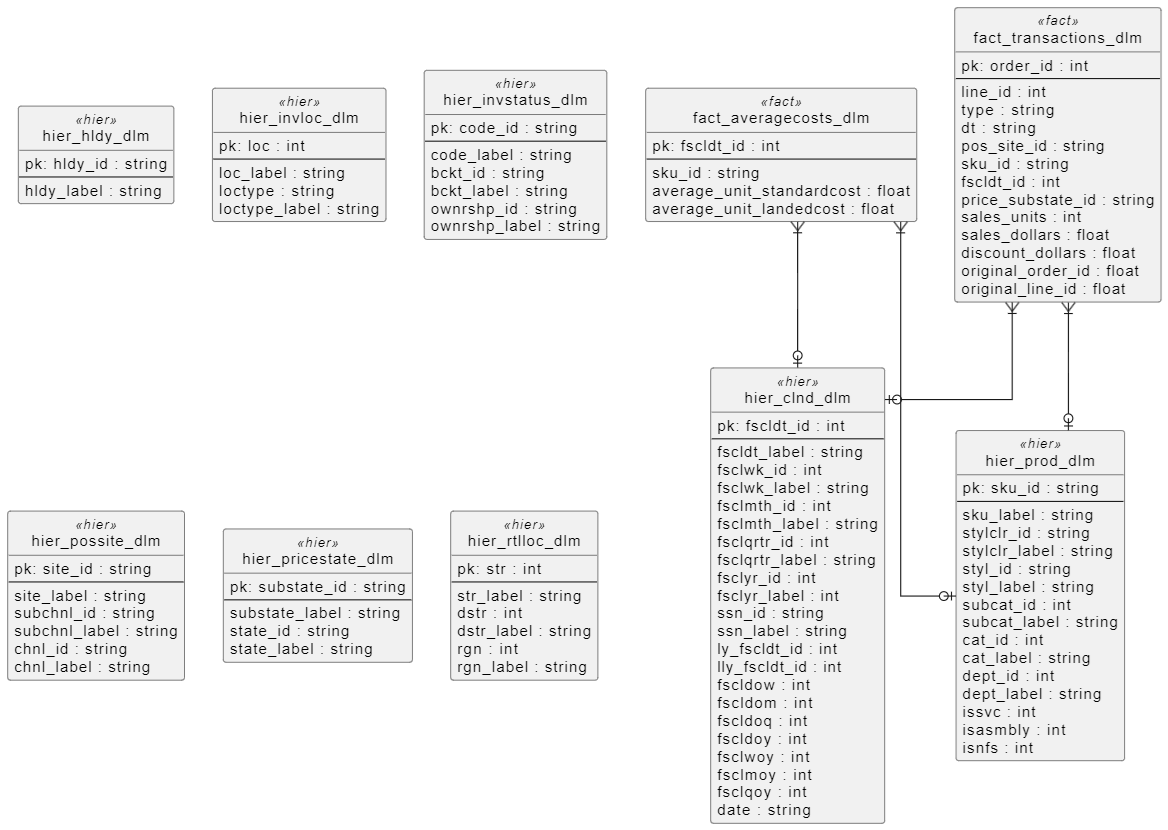 «hier»
hier_hldy_dlm
pk: hldy_id : string
hldy_label : string
«hier»
hier_invloc_dlm
pk: loc : int
loc_label : string
loctype : string
loctype_label : string
«hier»
hier_invstatus_dlm
pk: code_id : string
code_label : string
bckt_id : string
bckt_label : string
ownrshp_id : string
ownrshp_label : string
«fact»
fact_averagecosts_dlm
pk: fscldt_id : int
sku_id : string
average_unit_standardcost : float
average_unit_landedcost : float
«fact»
fact_transactions_dlm
pk: order_id : int
line_id : int
type : string
dt : string
pos_site_id : string
sku_id : string
fscldt_id : int
price_substate_id : string
sales_units : int
sales_dollars : float
discount_dollars : float
original_order_id : float
original_line_id : float
«hier»
hier_possite_dlm
pk: site_id : string
site_label : string
subchnl_id : string
subchnl_label : string
chnl_id : string
chnl_label : string
«hier»
hier_pricestate_dlm
pk: substate_id : string
substate_label : string
state_id : string
state_label : string
«hier»
hier_rtlloc_dlm
pk: str : int
str_label : string
dstr : int
dstr_label : string
rgn : int
rgn_label : string
«hier»
hier_clnd_dlm
pk: fscldt_id : int
fscldt_label : string
fsclwk_id : int
fsclwk_label : string
fsclmth_id : int
fsclmth_label : string
fsclqrtr_id : int
fsclqrtr_label : string
fsclyr_id : int
fsclyr_label : int
ssn_id : string
ssn_label : string
ly_fscldt_id : int
lly_fscldt_id : int
fscldow : int
fscldom : int
fscldoq : int
fscldoy : int
fsclwoy : int
fsclmoy : int
fsclqoy : int
date : string
«hier»
hier_prod_dlm
pk: sku_id : string
sku_label : string
stylclr_id : string
stylclr_label : string
styl_id : string
styl_label : string
subcat_id : int
subcat_label : string
cat_id : int
cat_label : string
dept_id : int
dept_label : string
issvc : int
isasmbly : int
isnfs : int